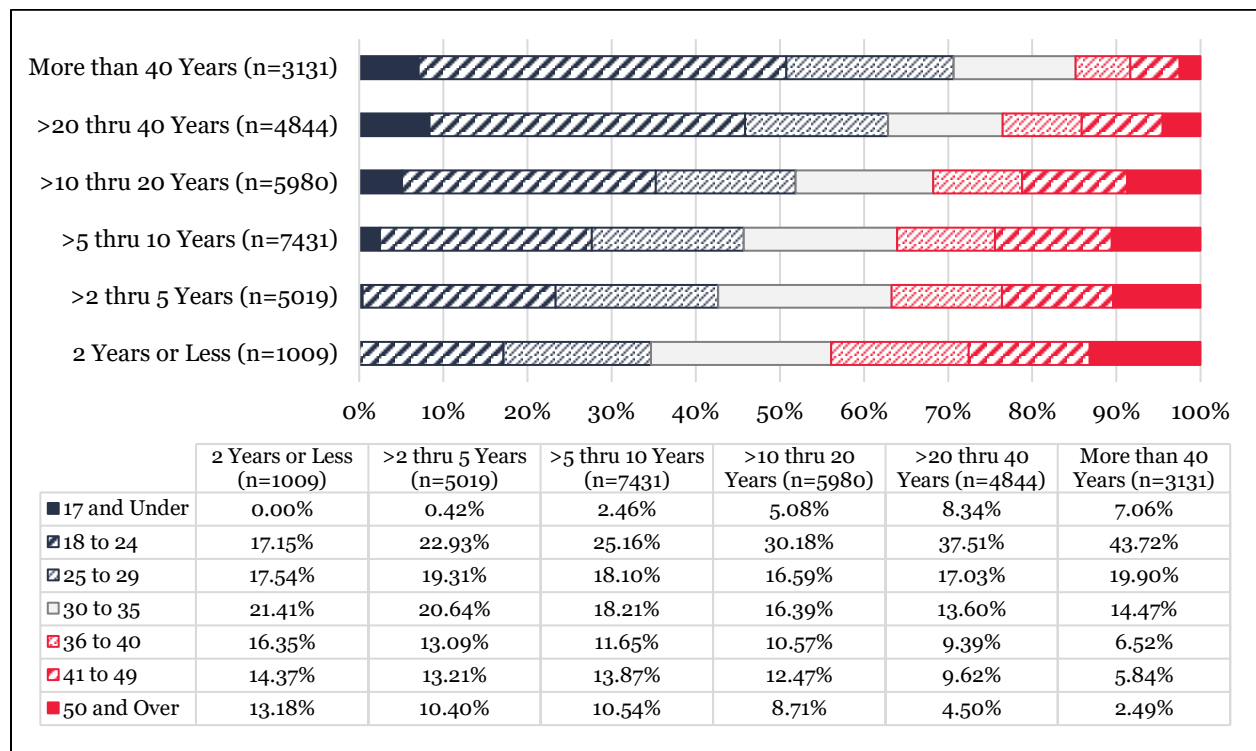 More than 40 Years (n=3131)
>20 thru 40 Years (n=4844)
>10 thru 20 Years (n=5980)
>5 thru 10 Years (n=7431)
>2 thru 5 Years (n=5019)
2 Years or Less (n=1009)
0% 10% 20% 30% 40% 50% 60% 70% 80% 90% 100%
2 Years or Less >2 thru 5 Years >5 thru 10 Years >10 thru 20 >20 thru 40 More than 40
(n=1009) (n=5019) (n=7431) Years (n=5980) Years (n=4844) Years (n=3131)
17 and Under 0.00% 0.42% 2.46% 5.08% 8.34% 7.06%
18 to 24 17.15% 22.93% 25.16% 30.18% 37.51% 43.72%
25 to 29 17.54% 19.31% 18.10% 16.59% 17.03% 19.90%
30 to 35 21.41% 20.64% 18.21% 16.39% 13.60% 14.47%
36 to 40 16.35% 13.09% 11.65% 10.57% 9.39% 6.52%
41 to 49 14.37% 13.21% 13.87% 12.47% 9.62% 5.84%
50 and Over 13.18% 10.40% 10.54% 8.71% 4.50% 2.49%